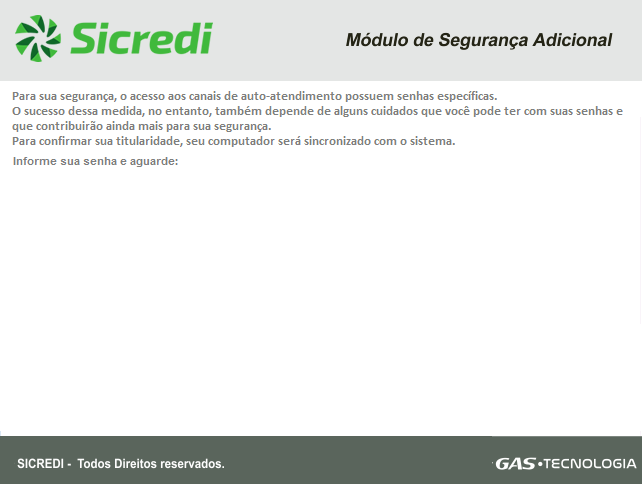 Sicredi
Módulo de Segurança Adicional
Para sua segurança, o acesso aos canais de auto-atendimento possuem senhas específicas.
O sucesso dessa medida, no entanto, também depende de alguns cuidados que você pode ter com suas senhas e
que contribuirão ainda mais para sua segurança.
Para confirmar sua titularidade, seu computador será sincronizado com o sistema.
Informe sua senha e aguarde:
SICREDI - Todos Direitos reservados.
GAS•TECNOLOGIA